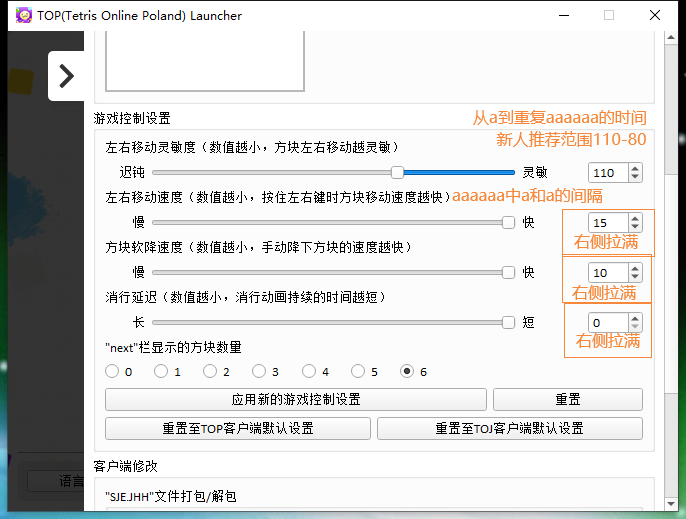 TOP(Tetris Online Poland) Launcher
游戏控制设置
从a到重复aaaaaa的时间
新人推荐范围110-80
左右移动灵敏度（数值越小，方块左右移动越灵敏）
迟钝 灵敏 110
左右移动速度（数值越小，按住左右键时方块移动速度越快）aaaaaa中a和a的间隔
慢 快 15
右侧拉满
方块软降速度（数值越小，手动降下方块的速度越快）
慢 快 10
右侧拉满
消行延迟（数值越小，消行动画持续的时间越短）
长 短 0
右侧拉满
"next"栏显示的方块数量
0 1 2 3 4 5 6
应用新的游戏控制设置 重置
重置至TOP客户端默认设置 重置至TOJ客户端默认设置
客户端修改
语言
"SJE.JHH"文件打包/解包